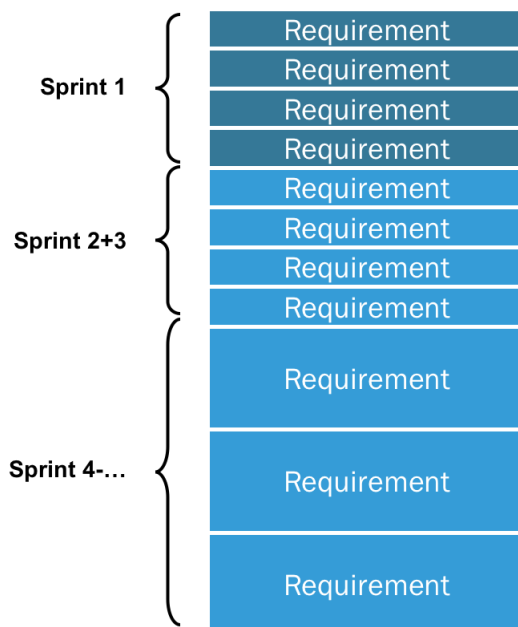 Requirement
Requirement
Sprint 1
Requirement
Requirement
Requirement
Requirement
Sprint 2+3
Requirement
Requirement
Requirement
Requirement
Sprint 4-...
Requirement